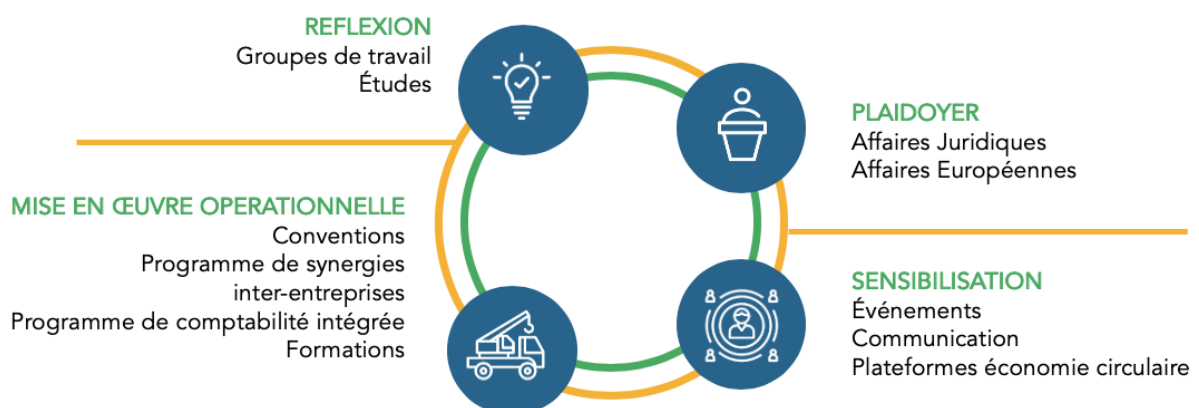 REFLEXION
Groupes de travail
Études
PLAIDOYER
Affaires Juridiques
Affaires Européennes
MISE EN ŒUVRE OPERATIONNELLE
Conventions
Programme de synergies
inter-entreprises
Programme de comptabilité intégrée
Formations
SENSIBILISATION
Événements
Communication
Plateformes économie circulaire